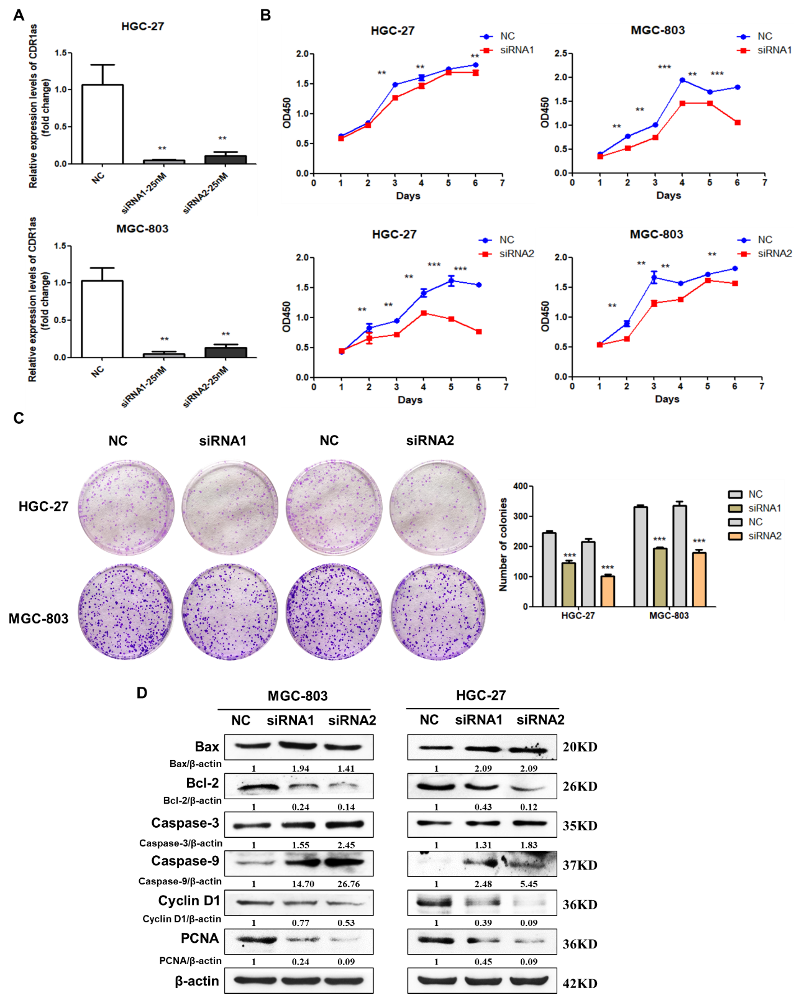 A
HGC-27
Relative expression levels of CDR1as
(fold change)
1.5
1.0
0.5
0.0
**
**
NC
siRNA1-25nM
siRNA2-25nM
MGC-803
Relative expression levels of CDR1as
(fold change)
1.5
1.0
0.5
0.0
**
**
NC
siRNA1-25nM
siRNA2-25nM
B
HGC-27
NC
siRNA1
OD450
2.0
1.5
1.0
0.5
0.0
**
**
**
0 1 2 3 4 5 6 7
Days
MGC-803
NC
siRNA1
OD450
2.5
2.0
1.5
1.0
0.5
0.0
**
**
***
**
***
0 1 2 3 4 5 6 7
Days
HGC-27
NC
siRNA2
OD450
2.0
1.5
1.0
0.5
0.0
**
**
**
***
***
0 1 2 3 4 5 6 7
Days
MGC-803
NC
siRNA2
OD450
2.0
1.5
1.0
0.5
0.0
**
**
**
**
0 1 2 3 4 5 6 7
Days
C
NC siRNA1 NC siRNA2
HGC-27
MGC-803
Number of colonies
400
300
200
100
0
***
***
***
***
HGC-27 MGC-803
NC
siRNA1
NC
siRNA2
D
MGC-803 HGC-27
NC siRNA1 siRNA2 NC siRNA1 siRNA2
Bax 20KD
Bax/β-actin 1 1.94 1.41 1 2.09 2.09
Bcl-2 26KD
Bcl-2/β-actin 1 0.24 0.14 1 0.43 0.12
Caspase-3 35KD
Caspase-3/β-actin 1 1.55 2.45 1 1.31 1.83
Caspase-9 37KD
Caspase-9/β-actin 1 14.70 26.76 1 2.48 5.45
Cyclin D1 36KD
Cyclin D1/β-actin 1 0.77 0.53 1 0.39 0.09
PCNA 36KD
PCNA/β-actin 1 0.24 0.09 1 0.45 0.09
β-actin 42KD